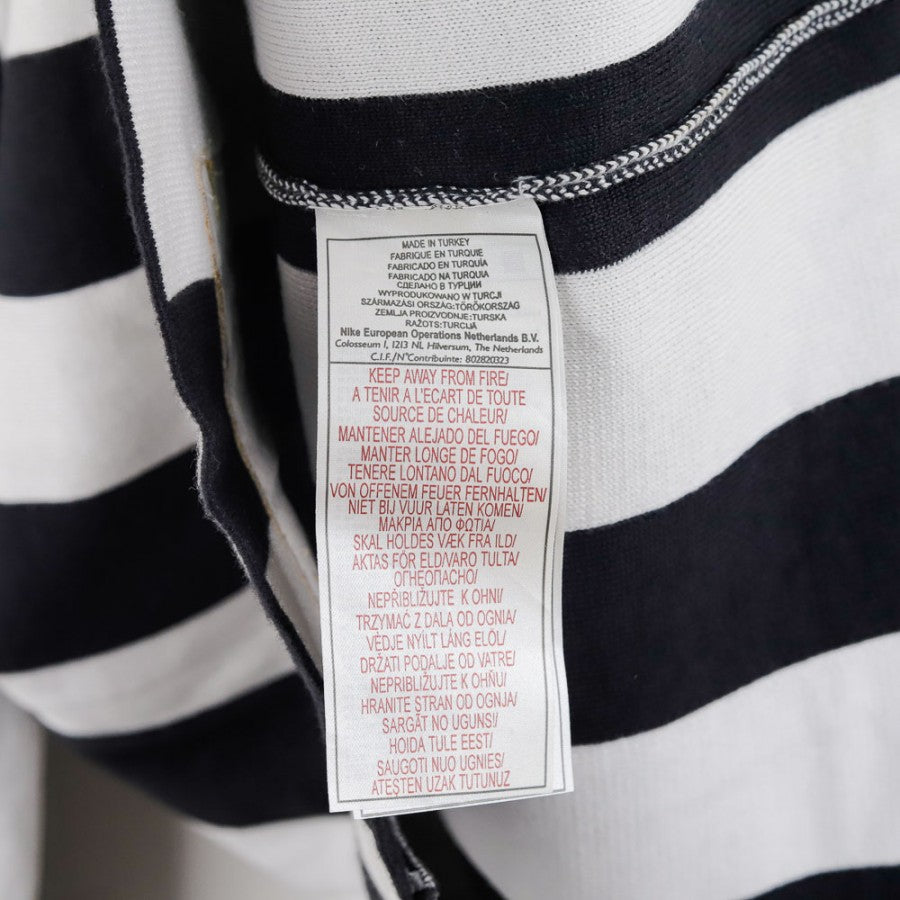 MADE IN TURKEY
FABRIQUE EN TURQUIE
FABRICADO EN TURQUÍA
FABRICADO NA TURQUIA
СДЕЛАНО В ТУРЦИИ
WYPRODUKOWANO W TURCJI
SZÁRMAZÁSI ORSZÁG:TÖRÖKORSZÁG
ZEMLJA PROIZVODNJE:TURSKA
RAŽOTS:TURCIJA
Nike European Operations Netherlands B.V.
Colosseum 1, 1213 NL Hilversum, The Netherlands
C.I.F./N°Contribuinte: 802820323
KEEP AWAY FROM FIRE/
A TENIR A L'ECART DE TOUTE
SOURCE DE CHALEUR/
MANTENER ALEJADO DEL FUEGO/
MANTER LONGE DE FOGO/
TENERE LONTANO DAL FUOCO/
VON OFFENEM FEUER FERNHALTEN/
NIET BIJ VUUR LATEN KOMEN/
ΜΑΚΡΙΑ ΑΠΟ ΦΩΤΙΑ/
SKAL HOLDES VÆK FRA ILD/
AKTAS FÖR ELD/VARO TULTA/
ОГНЕОПАСНО/
NEPŘIBLIŽUJTE K OHNI/
TRZYMAĆ Z DALA OD OGNIA/
VÈDJE NYÍLT LÁNG ELÖL/
DRŽATI PODALJE OD VATRE/
NEPRIBLIŽUJTE K OHŇU/
HRANITE STRAN OD OGNJA/
SARGĀT NO UGUNS!/
HOIDA TULE EEST/
SAUGOTI NUO UGNIES/
ATEŞTEN UZAK TUTUNUZ